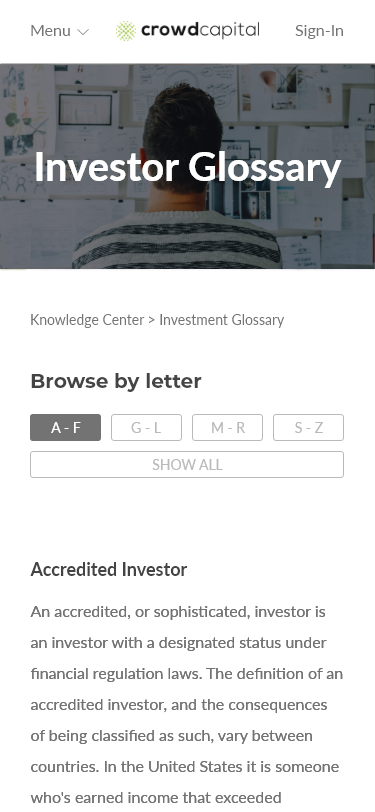 Menu
crowdcapital
Sign-In
Investor Glossary
Knowledge Center > Investment Glossary
Browse by letter
A - F
G - L
M - R
S - Z
SHOW ALL
Accredited Investor
An accredited, or sophisticated, investor is
an investor with a designated status under
financial regulation laws. The definition of an
accredited investor, and the consequences
of being classified as such, vary between
countries. In the United States it is someone
who's earned income that exceeded